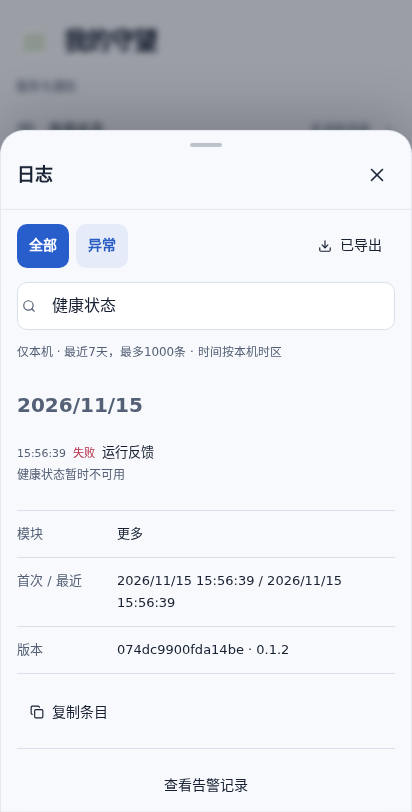 我的守望
日志
全部
异常
已导出
健康状态
仅本机 · 最近7天，最多1000条 · 时间按本机时区
2026/11/15
15:56:39 失败 运行反馈
健康状态暂时不可用
模块 更多
首次 / 最近 2026/11/15 15:56:39 / 2026/11/15
15:56:39
版本 074dc9900fda14be · 0.1.2
复制条目
查看告警记录